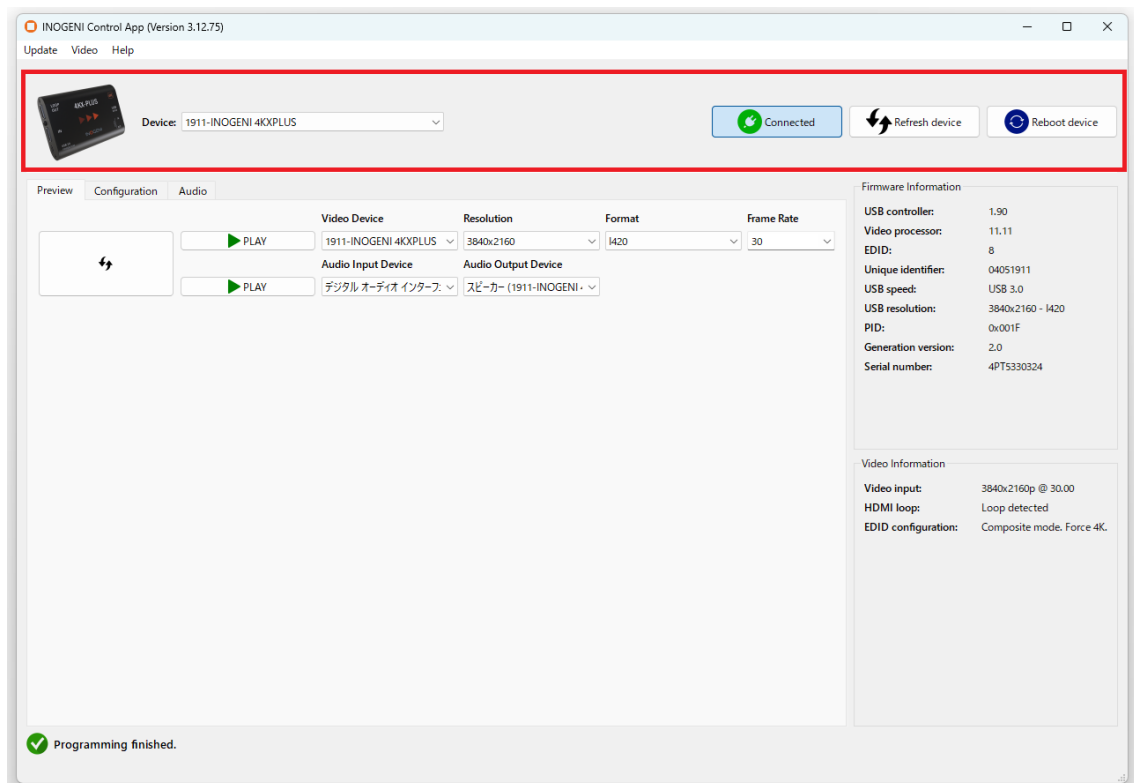 INOGENI Control App (Version 3.12.75)
Update Video Help
4KX-PLUS
Device: 1911-INOGENI 4KXPLUS Connected Refresh device Reboot device
Preview Configuration Audio
Video Device Resolution Format Frame Rate
PLAY 1911-INOGENI 4KXPLUS 3840x2160 I420 30
Audio Input Device Audio Output Device
PLAY デジタル オーディオ インターフ: スピーカー (1911-INOGENI
Firmware Information
USB controller: 1.90
Video processor: 11.11
EDID: 8
Unique identifier: 04051911
USB speed: USB 3.0
USB resolution: 3840x2160 - I420
PID: 0x001F
Generation version: 2.0
Serial number: 4PT5330324
Video Information
Video input: 3840x2160p @ 30.00
HDMI loop: Loop detected
EDID configuration: Composite mode. Force 4K.
Programming finished.